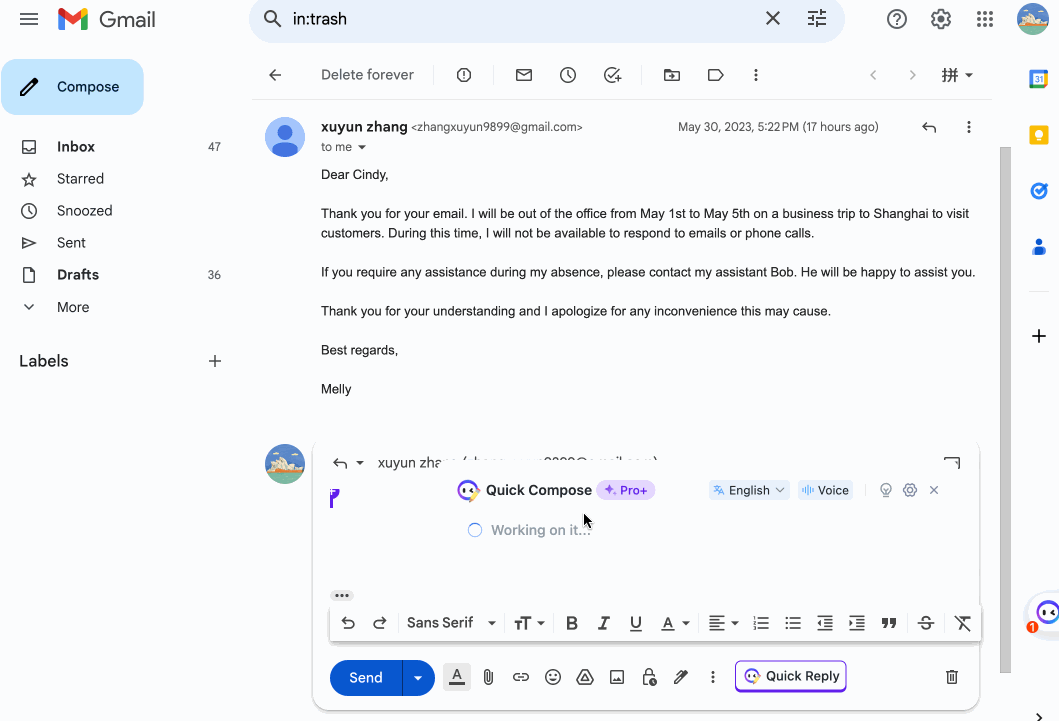 Gmail
in:trash
Compose
Delete forever
拼
31
xuyun zhang <zhangxuyun9899@gmail.com>
May 30, 2023, 5:22 PM (17 hours ago)
to me
Inbox 47
Starred
Snoozed
Sent
Drafts 36
More
Labels
Dear Cindy,
Thank you for your email. I will be out of the office from May 1st to May 5th on a business trip to Shanghai to visit
customers. During this time, I will not be available to respond to emails or phone calls.
If you require any assistance during my absence, please contact my assistant Bob. He will be happy to assist you.
Thank you for your understanding and I apologize for any inconvenience this may cause.
Best regards,
Melly
xuyun
Quick Compose Pro+ English Voice
Working on it...
Sans Serif
B I U A
1
Send A Quick Reply